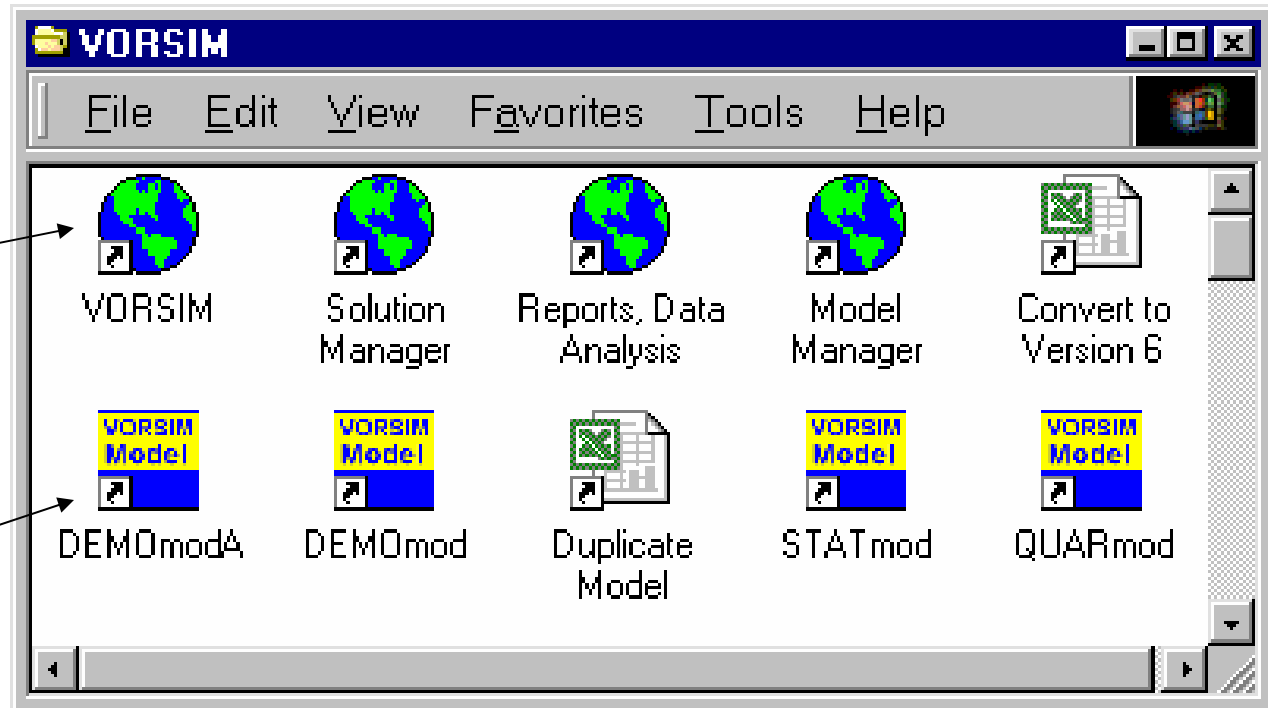 VORSIM
File Edit View Favorites Tools Help
VORSIM
Solution
Manager
Reports, Data
Analysis
Model
Manager
Convert to
Version 6
VORSIM
Model
DEMOmodA
VORSIM
Model
DEMOmod
Duplicate
Model
VORSIM
Model
STATmod
VORSIM
Model
QUARmod